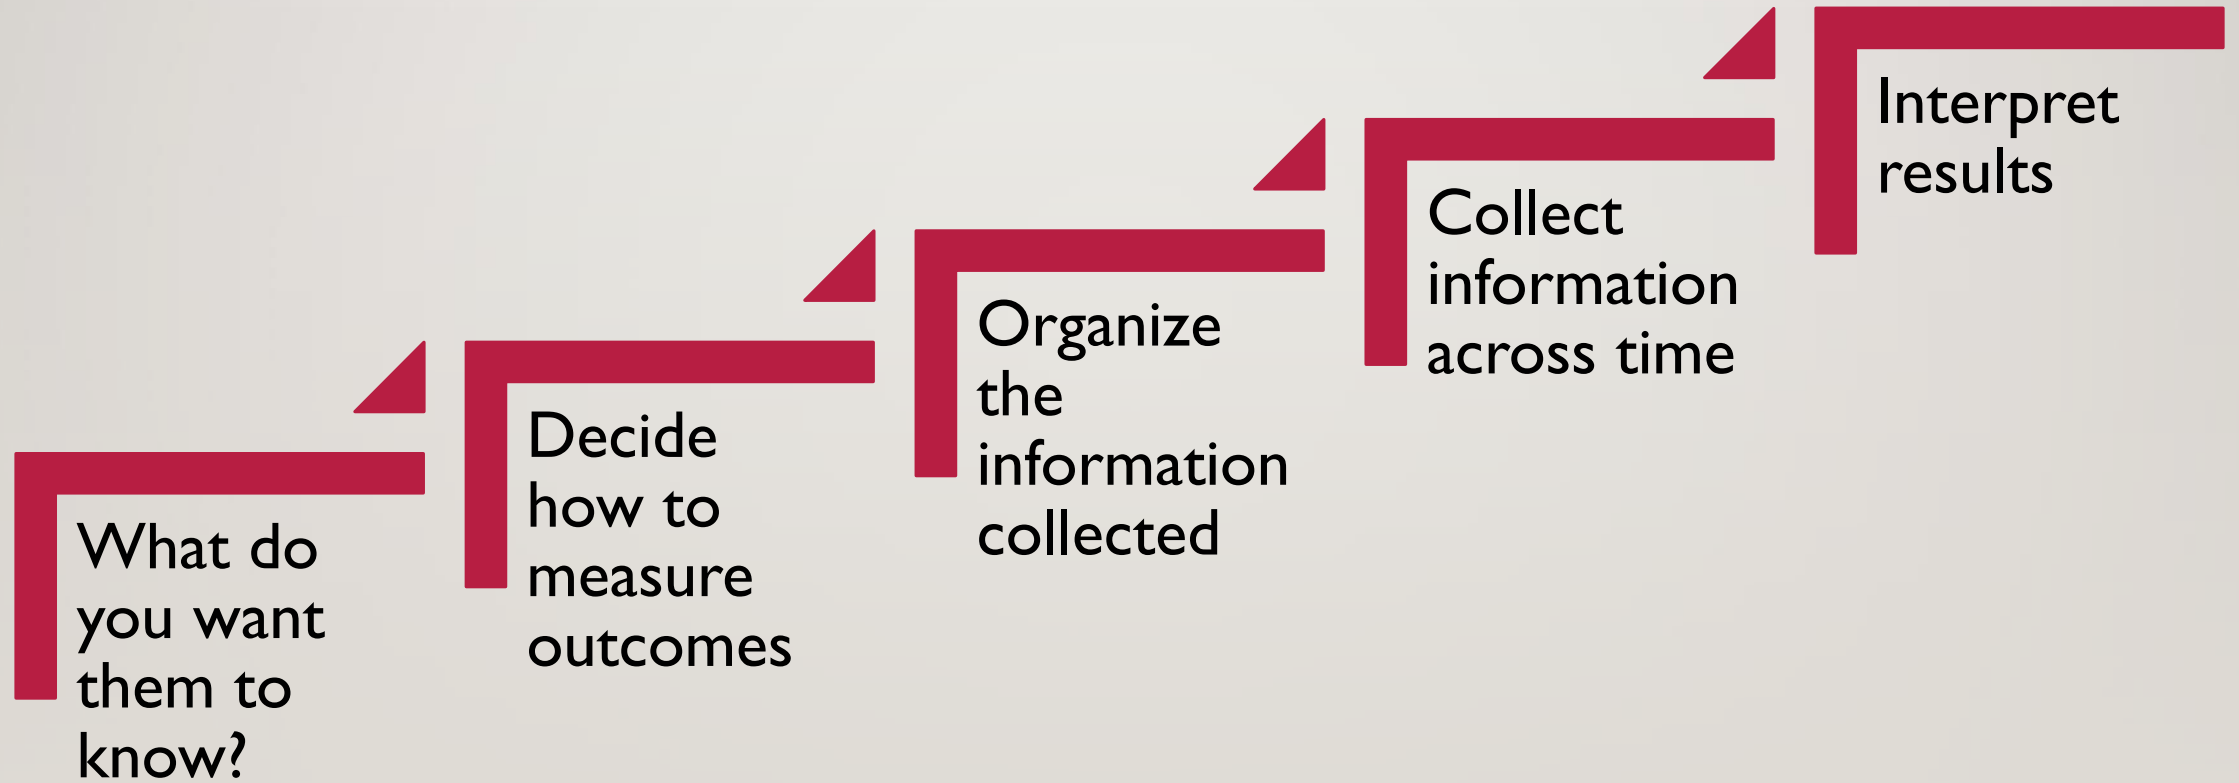 What do
you want
them to
know?
Decide
how to
measure
outcomes
Organize
the
information
collected
Collect
information
across time
Interpret
results